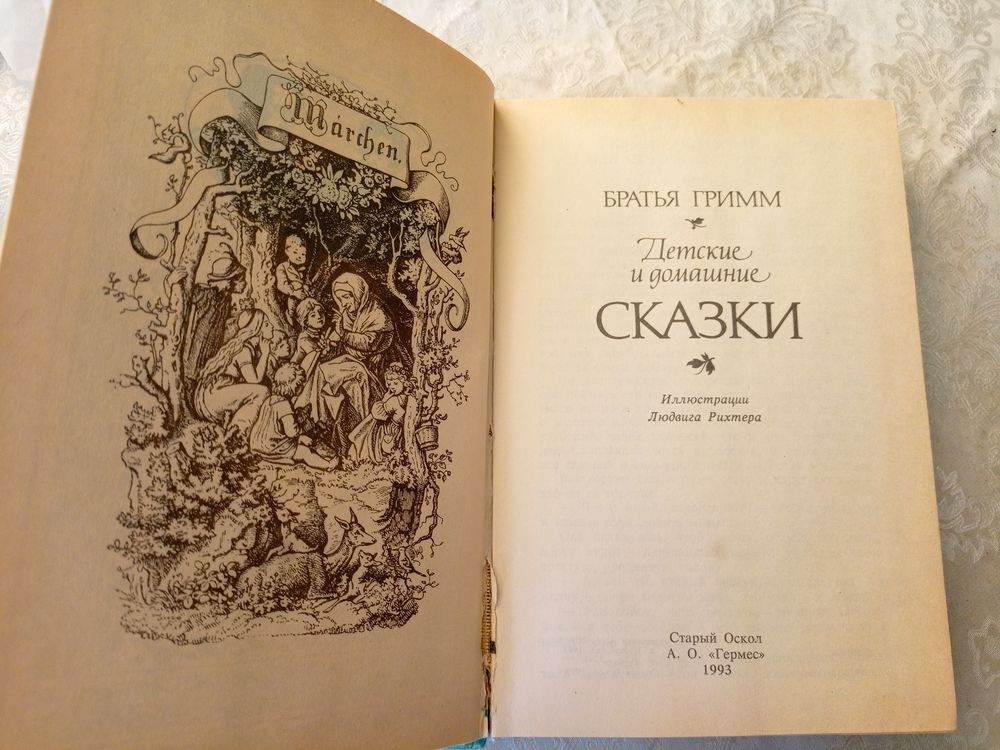 Märchen.
БРАТЬЯ ГРИММ
Детские
и домашние
СКАЗКИ
Иллюстрации
Людвига Рихтера
Старый Оскол
А. О. «Гермес»
1993